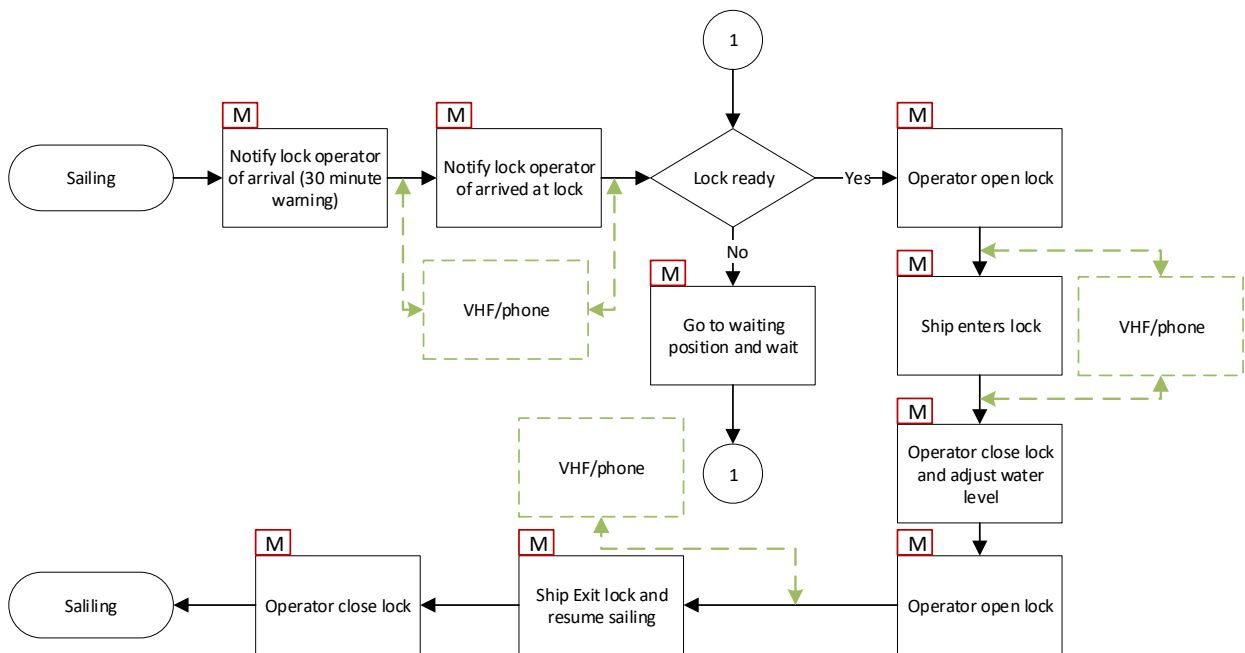 1
M
M
M
Sailing
Notify lock operator
of arrival (30 minute
warning)
Notify lock operator
of arrived at lock
Lock ready
Yes
Operator open lock
No
M
M
VHF/phone
Go to waiting
position and wait
Ship enters lock
VHF/phone
M
VHF/phone
1
Operator close lock
and adjust water
level
M
M
M
Saliling
Operator close lock
Ship Exit lock and
resume sailing
Operator open lock